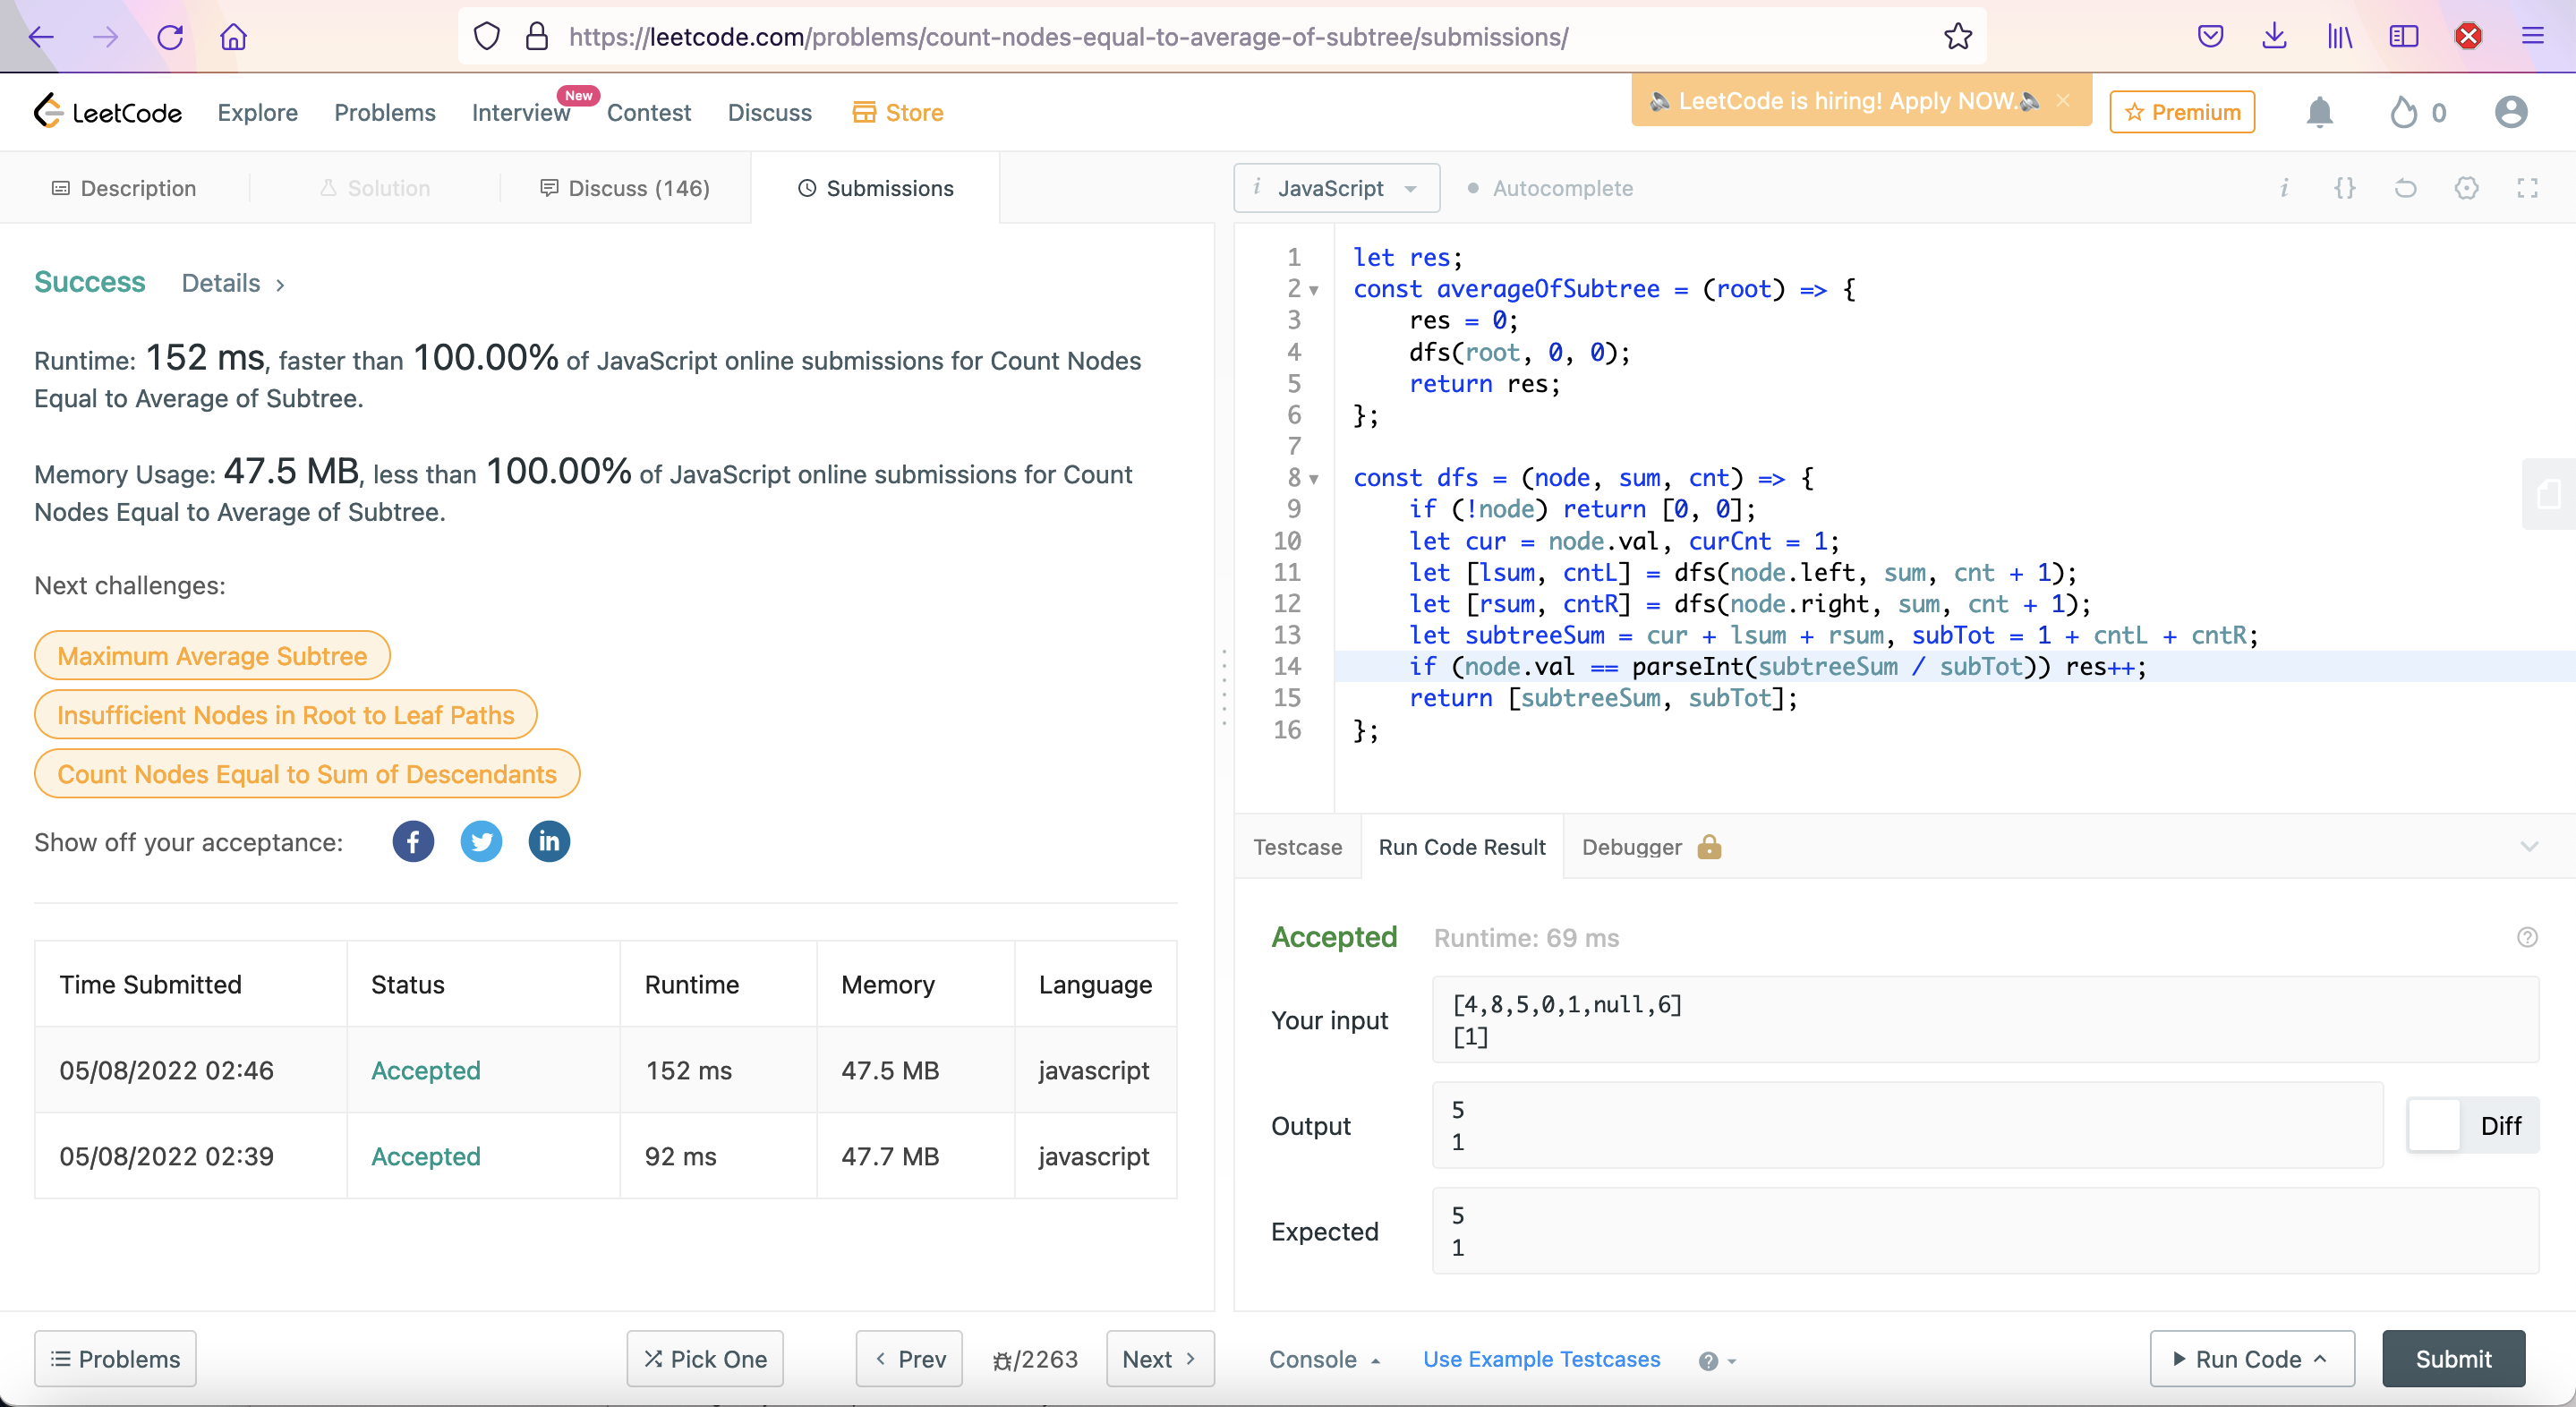 https://leetcode.com/problems/count-nodes-equal-to-average-of-subtree/submissions/
LeetCode
Explore
Problems
Interview
New
Contest
Discuss
Store
🔈 LeetCode is hiring! Apply NOW.🔈
Premium
0
Description
Solution
Discuss (146)
Submissions
Success
Details
Runtime: 152 ms, faster than 100.00% of JavaScript online submissions for Count Nodes
Equal to Average of Subtree.
Memory Usage: 47.5 MB, less than 100.00% of JavaScript online submissions for Count
Nodes Equal to Average of Subtree.
Next challenges:
Maximum Average Subtree
Insufficient Nodes in Root to Leaf Paths
Count Nodes Equal to Sum of Descendants
Show off your acceptance:
Time Submitted Status Runtime Memory Language
05/08/2022 02:46 Accepted 152 ms 47.5 MB javascript
05/08/2022 02:39 Accepted 92 ms 47.7 MB javascript
Problems
Pick One
Prev
/2263
Next
i JavaScript
Autocomplete
i {}
1 let res;
2 const averageOfSubtree = (root) => {
3     res = 0;
4     dfs(root, 0, 0);
5     return res;
6 };
7
8 const dfs = (node, sum, cnt) => {
9     if (!node) return [0, 0];
10     let cur = node.val, curCnt = 1;
11     let [lsum, cntL] = dfs(node.left, sum, cnt + 1);
12     let [rsum, cntR] = dfs(node.right, sum, cnt + 1);
13     let subtreeSum = cur + lsum + rsum, subTot = 1 + cntL + cntR;
14     if (node.val == parseInt(subtreeSum / subTot)) res++;
15     return [subtreeSum, subTot];
16 };
Testcase
Run Code Result
Debugger
Accepted
Runtime: 69 ms
Your input
[4,8,5,0,1,null,6]
[1]
Output
5
1
Diff
Expected
5
1
Console
Use Example Testcases
Run Code
Submit